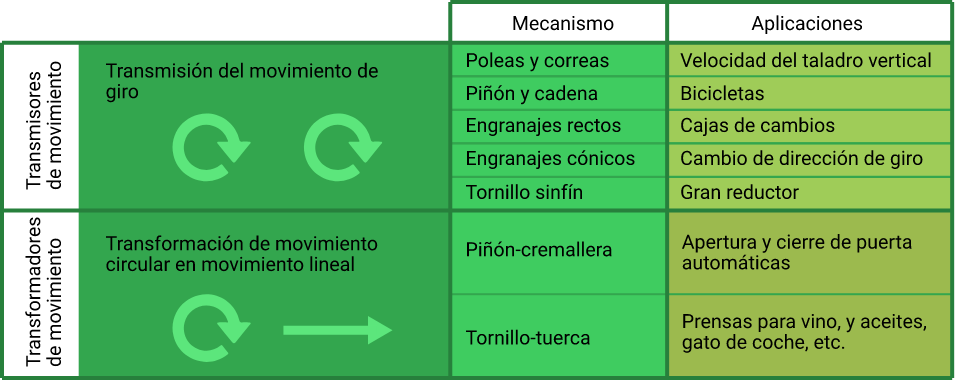 Mecanismo
Aplicaciones
Transmisores
de movimiento
Transmisión del movimiento de
giro
Poleas y correas
Velocidad del taladro vertical
Piñón y cadena
Bicicletas
Engranajes rectos
Cajas de cambios
Engranajes cónicos
Cambio de dirección de giro
Tornillo sinfín
Gran reductor
Transformadores
de movimiento
Transformación de movimiento
circular en movimiento lineal
Piñón-cremallera
Apertura y cierre de puerta
automáticas
Tornillo-tuerca
Prensas para vino, y aceites,
gato de coche, etc.